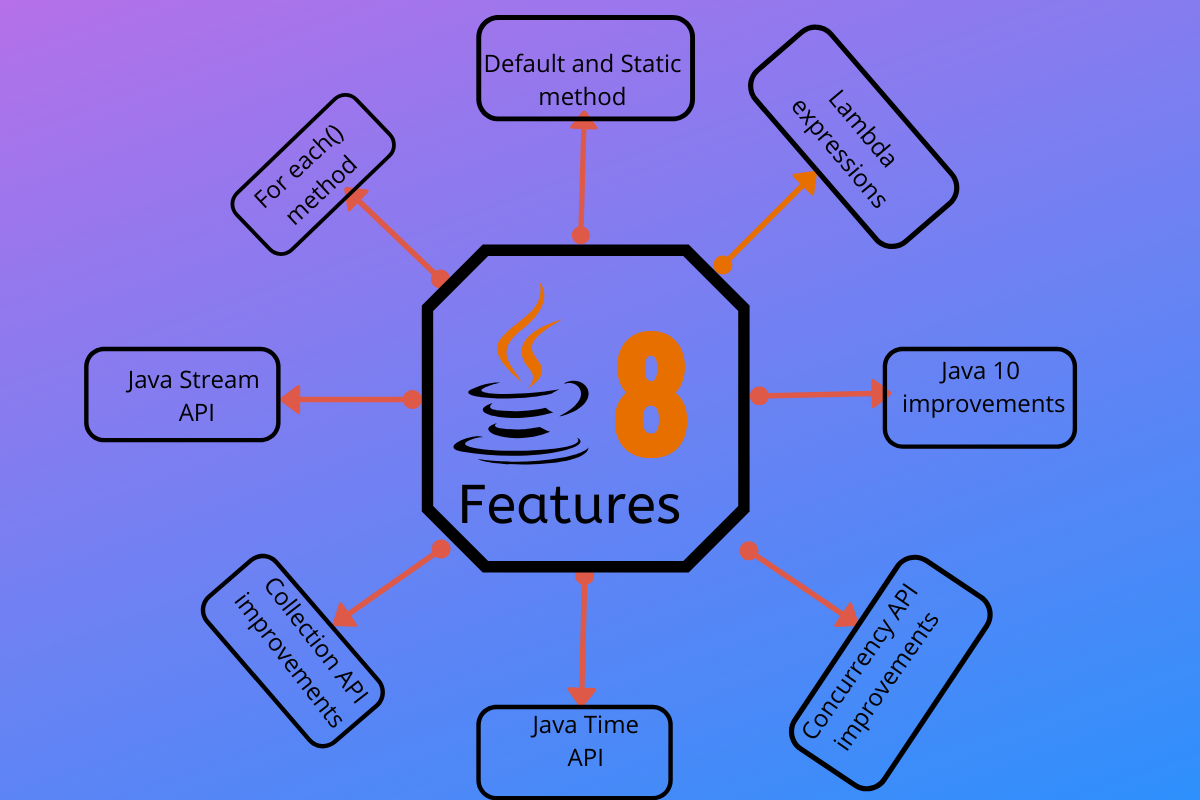 Default and Static
method
Lambda
expressions
For each()
method
Java Stream
API
8
Features
Java 10
improvements
Collection API
improvements
Java Time
API
Concurrency API
improvements